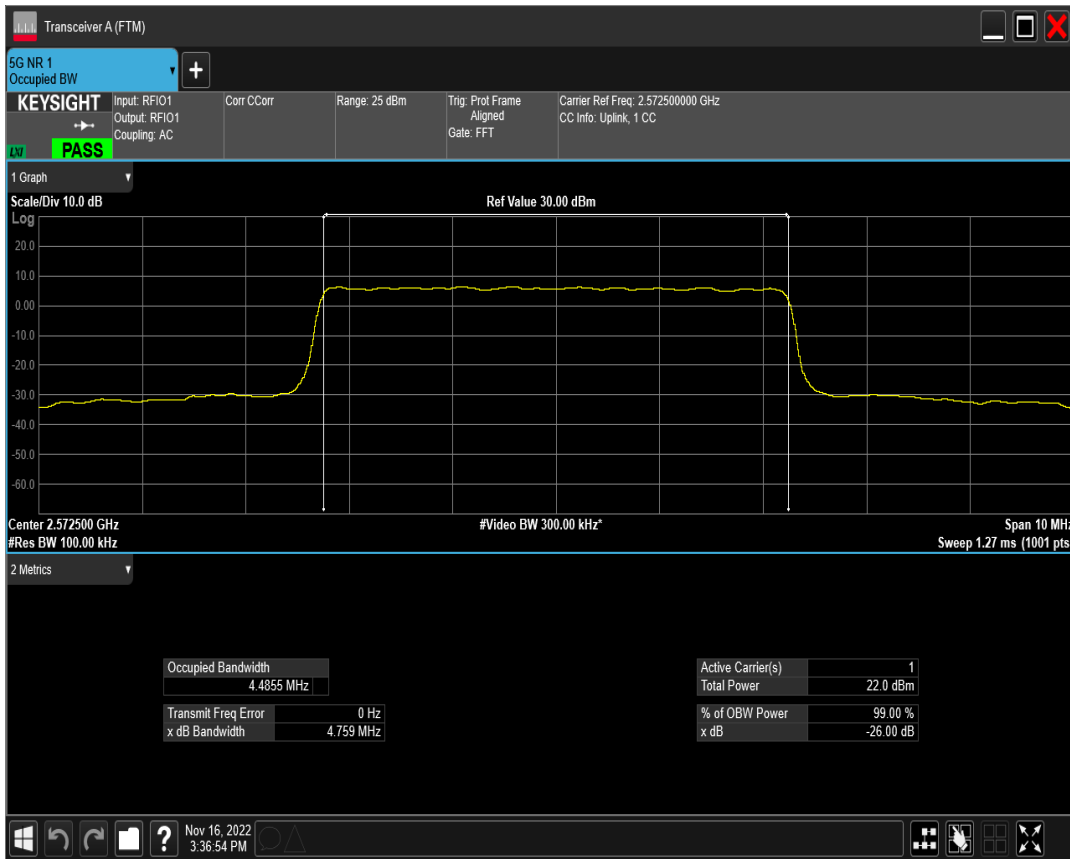 Transceiver A (FTM)
5G NR 1
Occupied BW
+
KEYSIGHT
LXI
PASS
Input: RFIO1
Output: RFIO1
Coupling: AC
Corr CCorr
Range: 25 dBm
Trig: Prot Frame
Aligned
Gate: FFT
Carrier Ref Freq: 2.572500000 GHz
CC Info: Uplink, 1 CC
1 Graph
Scale/Div 10.0 dB
Ref Value 30.00 dBm
Log
20.0
10.0
0.00
-10.0
-20.0
-30.0
-40.0
-50.0
-60.0
Center 2.572500 GHz
#Video BW 300.00 kHz*
Span 10 MHz
#Res BW 100.00 kHz
Sweep 1.27 ms (1001 pts
2 Metrics
Occupied Bandwidth
4.4855 MHz
Transmit Freq Error 0 Hz
x dB Bandwidth 4.759 MHz
Active Carrier(s) 1
Total Power 22.0 dBm
% of OBW Power 99.00 %
x dB -26.00 dB
?
Nov 16, 2022
3:36:54 PM